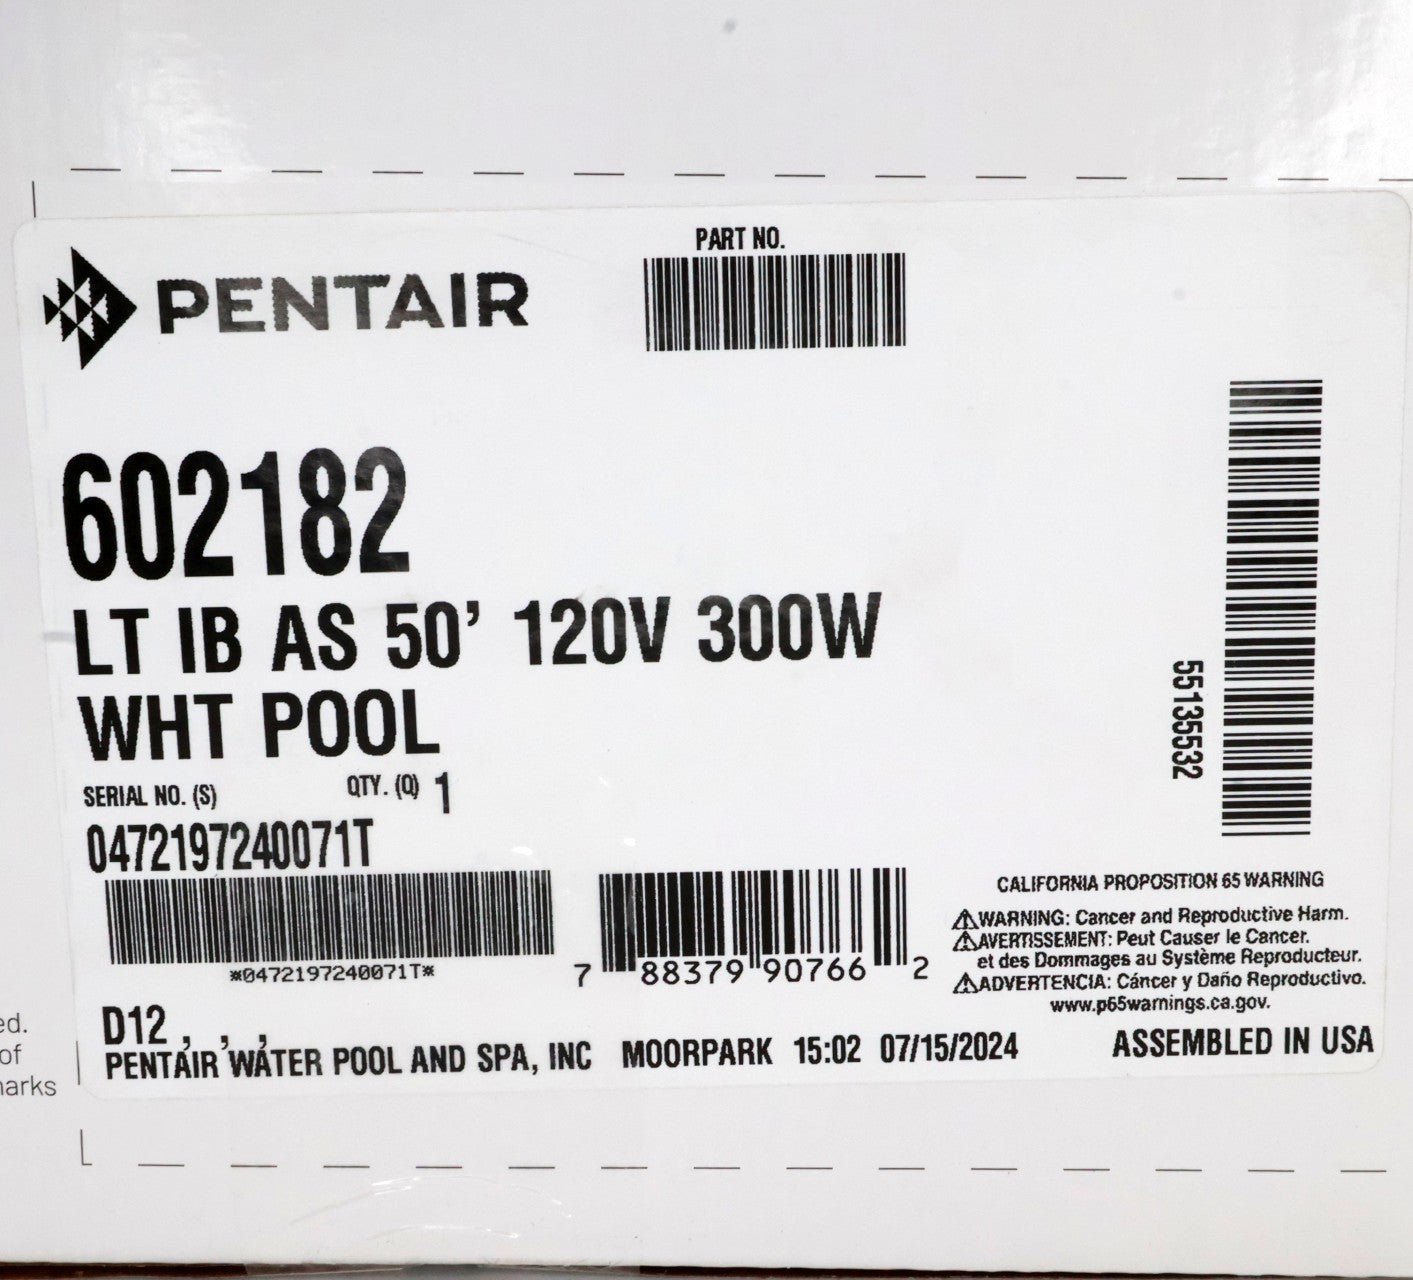 PENTAIR
PART NO.
602182
LT IB AS 50' 120V 300W
WHT POOL
SERIAL NO. (S)
QTY. (Q) 1
0472197240071T
*0472197240071T*
7 88379 90766 2
55135532
CALIFORNIA PROPOSITION 65 WARNING
⚠WARNING: Cancer and Reproductive Harm.
⚠AVERTISSEMENT: Peut Causer le Cancer.
et des Dommages au Système Reproducteur.
⚠ADVERTENCIA: Cáncer y Daño Reproductivo.
www.p65warnings.ca.gov.
D12 , , ,
PENTAIR WATER POOL AND SPA, INC MOORPARK 15:02 07/15/2024
ASSEMBLED IN USA
of